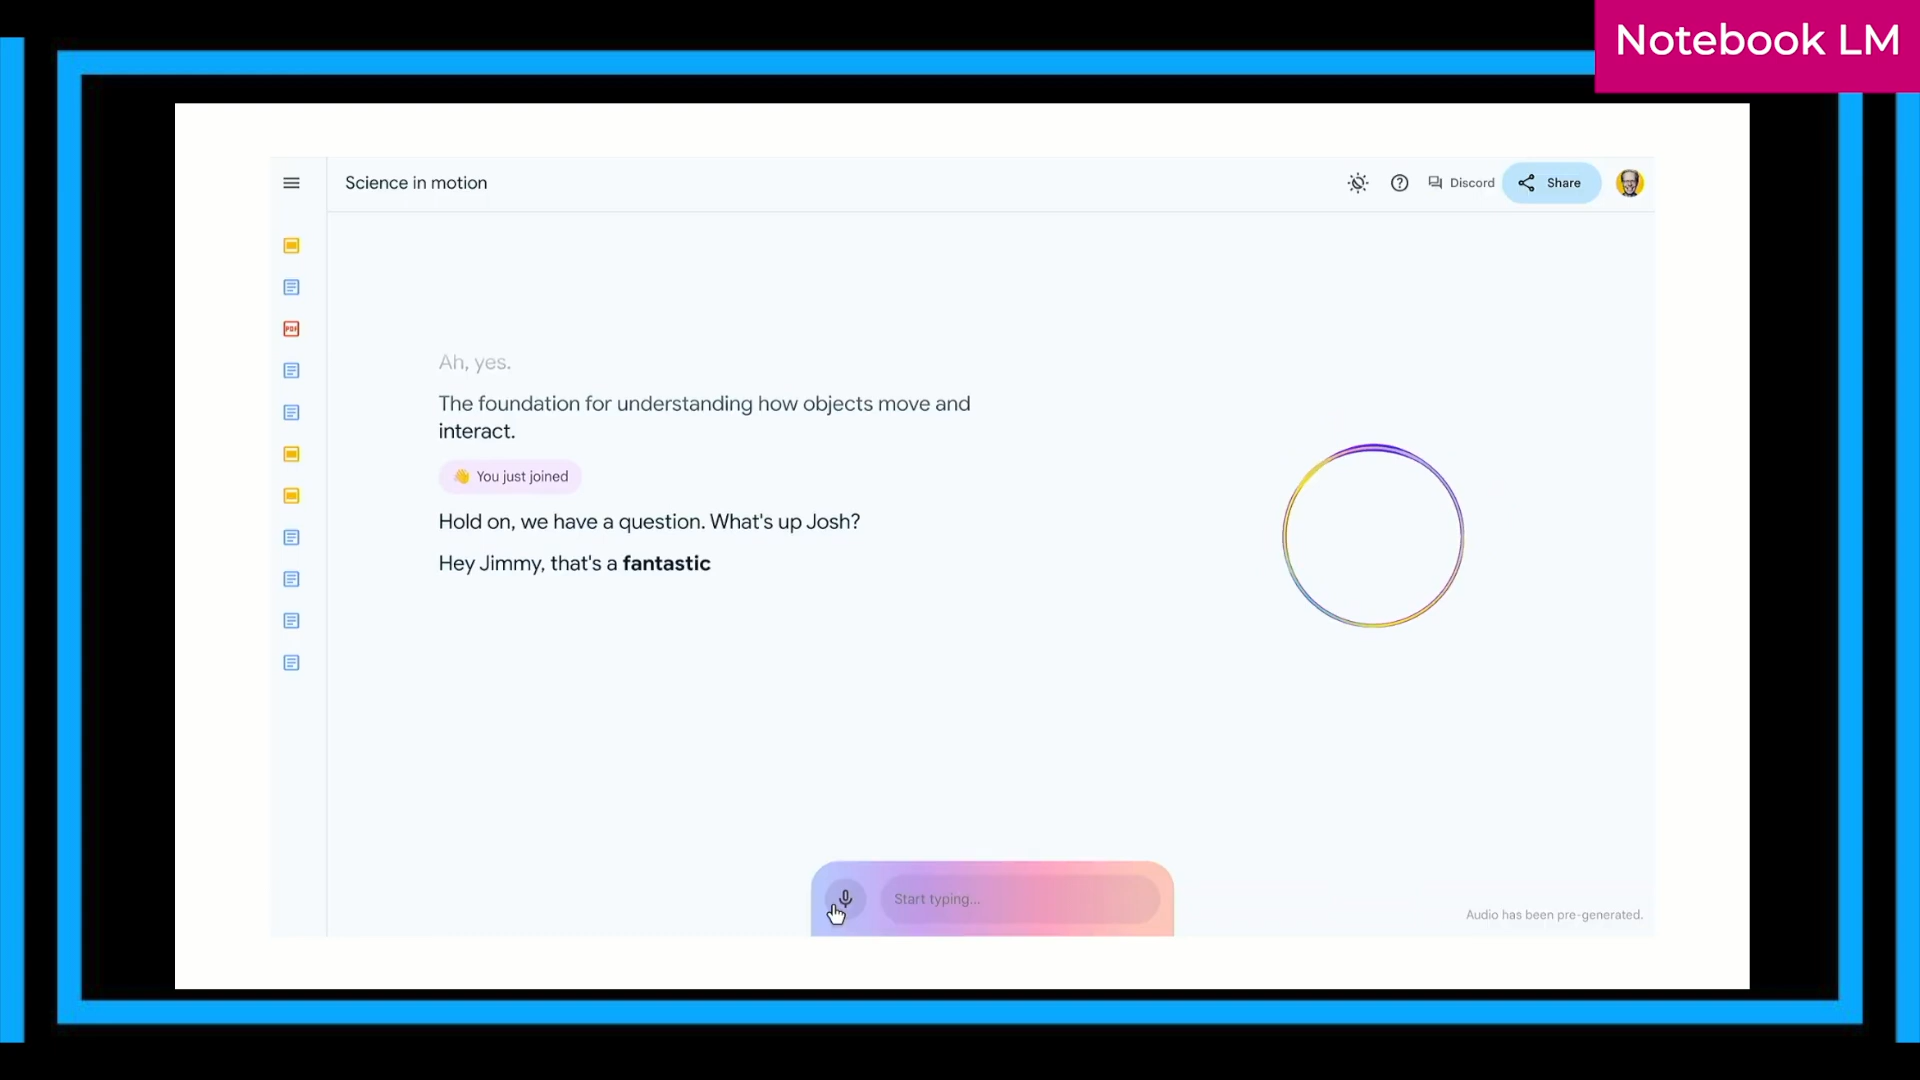 Notebook LM
Science in motion
Discord
Share
PDF
Ah, yes.
The foundation for understanding how objects move and
interact.
👋 You just joined
Hold on, we have a question. What's up Josh?
Hey Jimmy, that's a fantastic
Start typing...
Audio has been pre-generated.